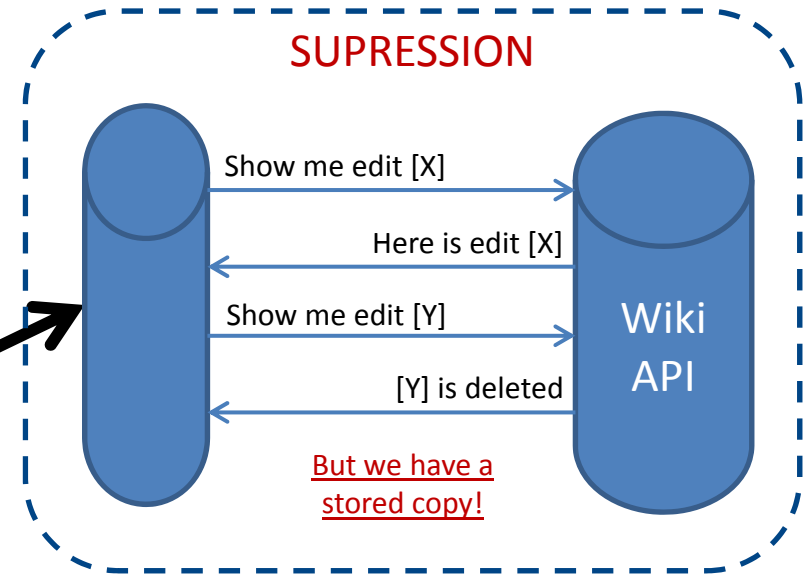 SUPRESSION
Show me edit [X]
Here is edit [X]
Show me edit [Y]
[Y] is deleted
Wiki
API
But we have a
stored copy!